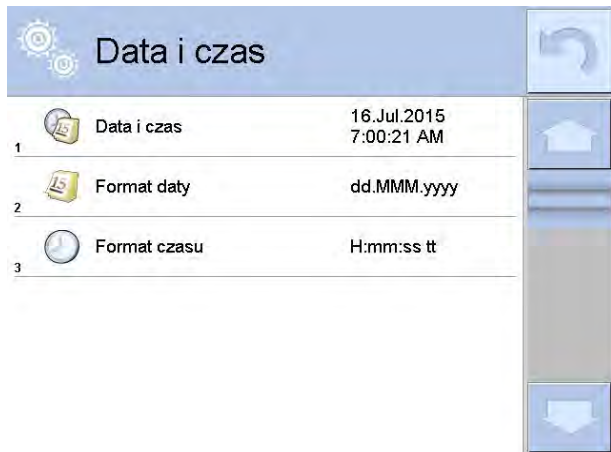 Data i czas
1 Data i czas 16.Jul.2015
7:00:21 AM
2 15 Format daty dd.MMM.yyyy
3 Format czasu H:mm:ss tt